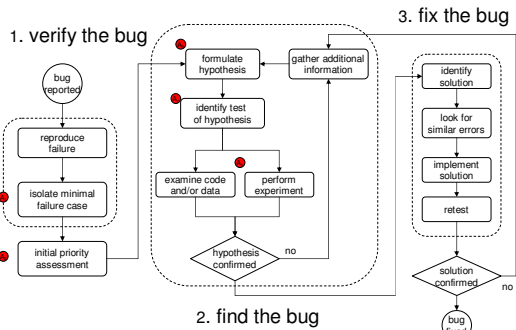 1. verify the bug
bug
reported
reproduce
failure
isolate minimal
failure case
initial priority
assessment
formulate
hypothesis
gather additional
information
identify test
of hypothesis
examine code
and/or data
perform
experiment
hypothesis
confirmed
no
2. find the bug
3. fix the bug
identify
solution
look for
similar errors
implement
solution
retest
solution
confirmed
no
bug